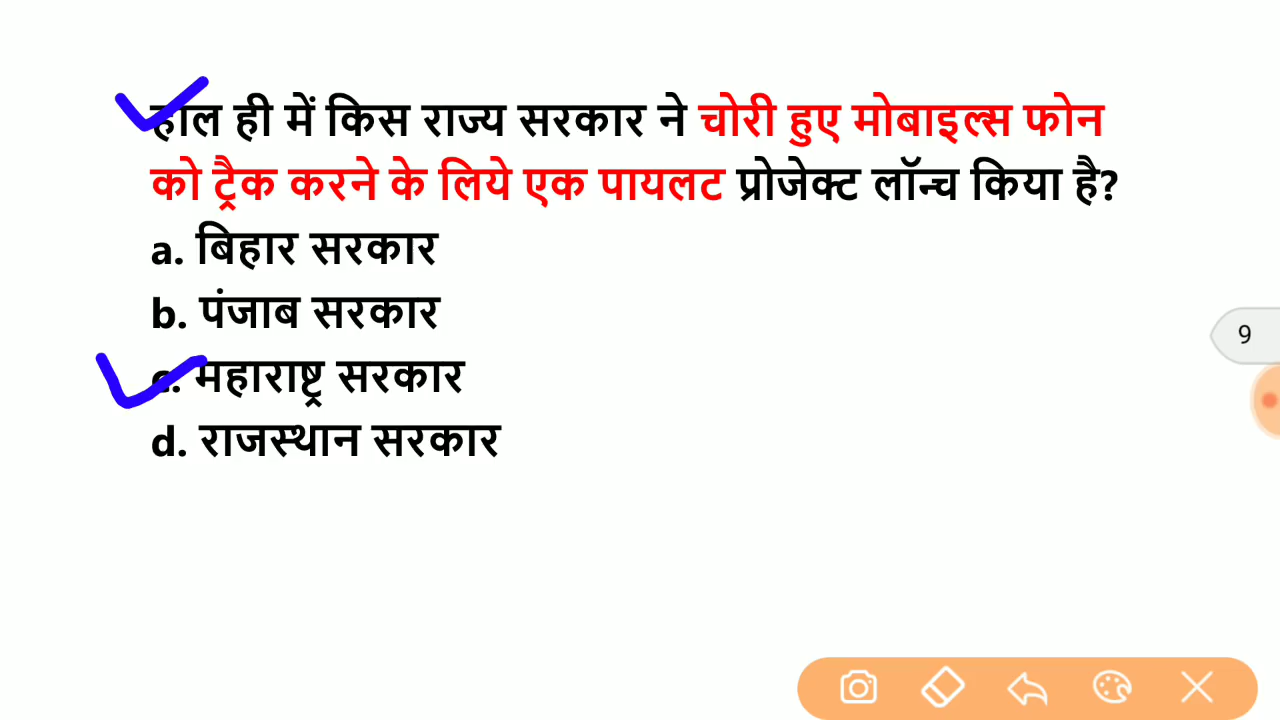 हाल ही में किस राज्य सरकार ने चोरी हुए मोबाइल्स फोन
को ट्रैक करने के लिये एक पायलट प्रोजेक्ट लॉन्च किया है?
a. बिहार सरकार
b. पंजाब सरकार
c. महाराष्ट्र सरकार
d. राजस्थान सरकार
9